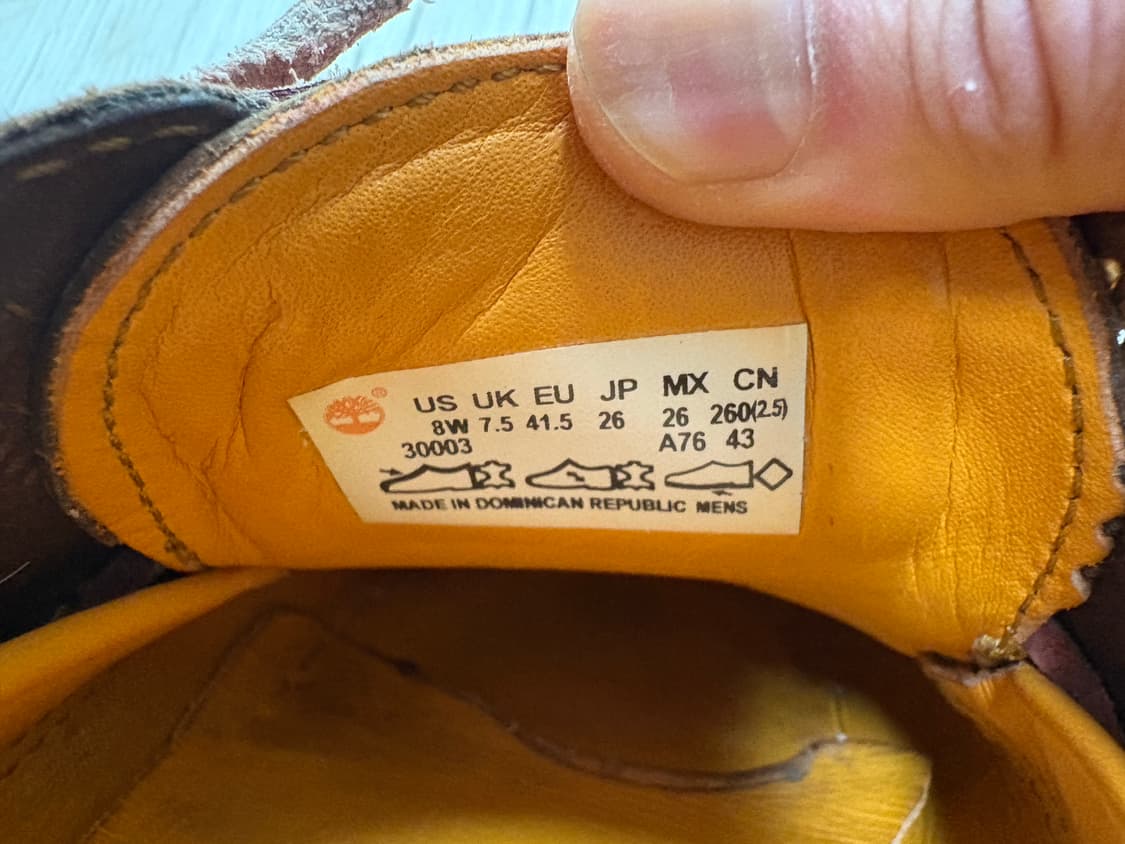 US UK EU JP MX CN
8W 7.5 41.5 26 26 260(2.5)
30003 A76 43
MADE IN DOMINICAN REPUBLIC MENS